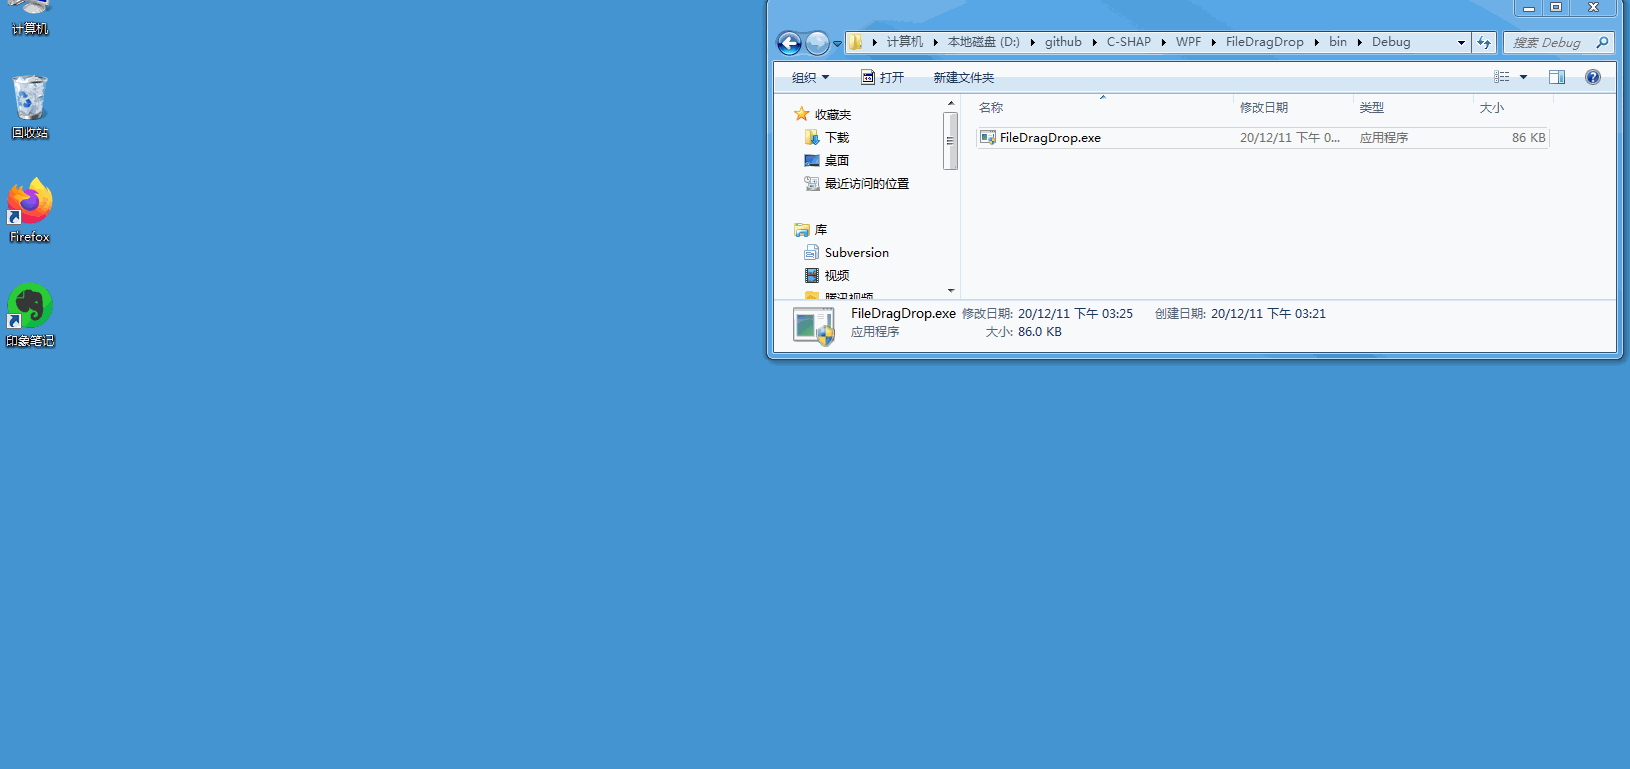 计算机
回收站
Firefox
印象笔记
计算机 本地磁盘 (D:) github C-SHAP WPF FileDragDrop bin Debug
搜索 Debug
组织 打开 新建文件夹
收藏夹
下载
桌面
最近访问的位置
库
Subversion
视频
腾讯视频
名称 修改日期 类型 大小
FileDragDrop.exe 20/12/11 下午 0... 应用程序 86 KB
FileDragDrop.exe 修改日期: 20/12/11 下午 03:25 创建日期: 20/12/11 下午 03:21
应用程序 大小: 86.0 KB